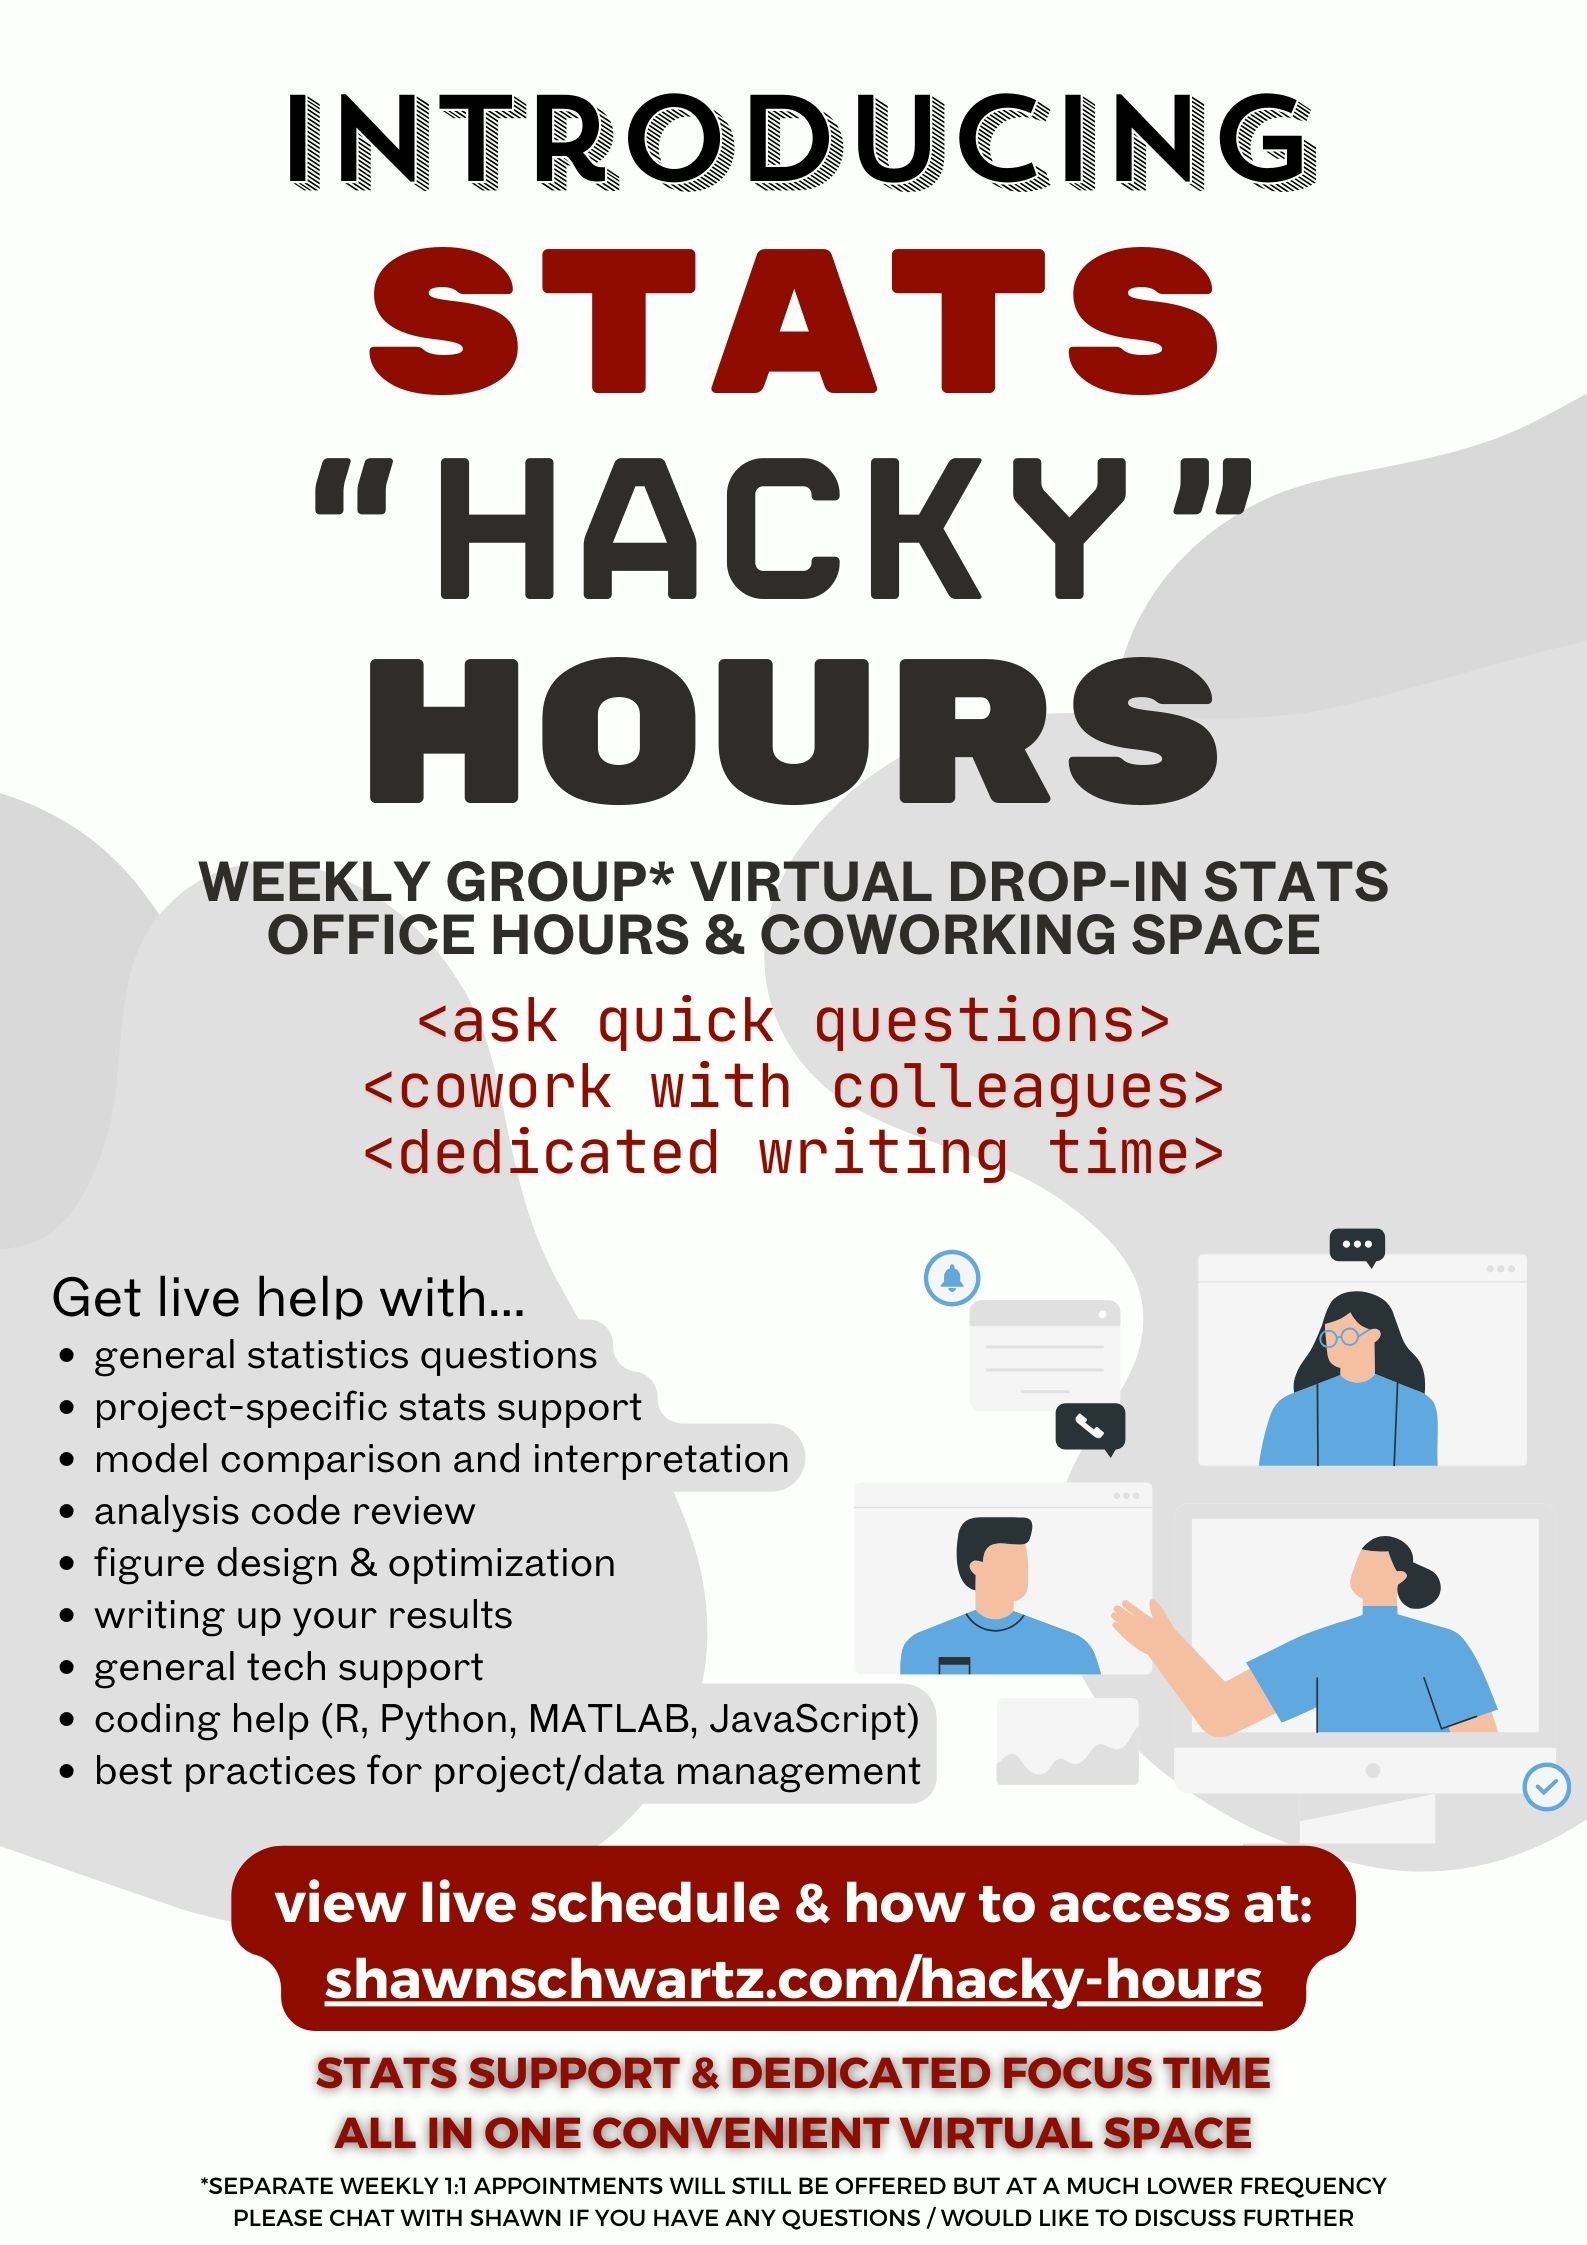 INTRODUCING
STATS
“HACKY”
HOURS
WEEKLY GROUP* VIRTUAL DROP-IN STATS
OFFICE HOURS & COWORKING SPACE
<ask quick questions>
<cowork with colleagues>
<dedicated writing time>
Get live help with...
• general statistics questions
• project-specific stats support
• model comparison and interpretation
• analysis code review
• figure design & optimization
• writing up your results
• general tech support
• coding help (R, Python, MATLAB, JavaScript)
• best practices for project/data management
view live schedule & how to access at:
shawnschwartz.com/hacky-hours
STATS SUPPORT & DEDICATED FOCUS TIME
ALL IN ONE CONVENIENT VIRTUAL SPACE
*SEPARATE WEEKLY 1:1 APPOINTMENTS WILL STILL BE OFFERED BUT AT A MUCH LOWER FREQUENCY
PLEASE CHAT WITH SHAWN IF YOU HAVE ANY QUESTIONS / WOULD LIKE TO DISCUSS FURTHER